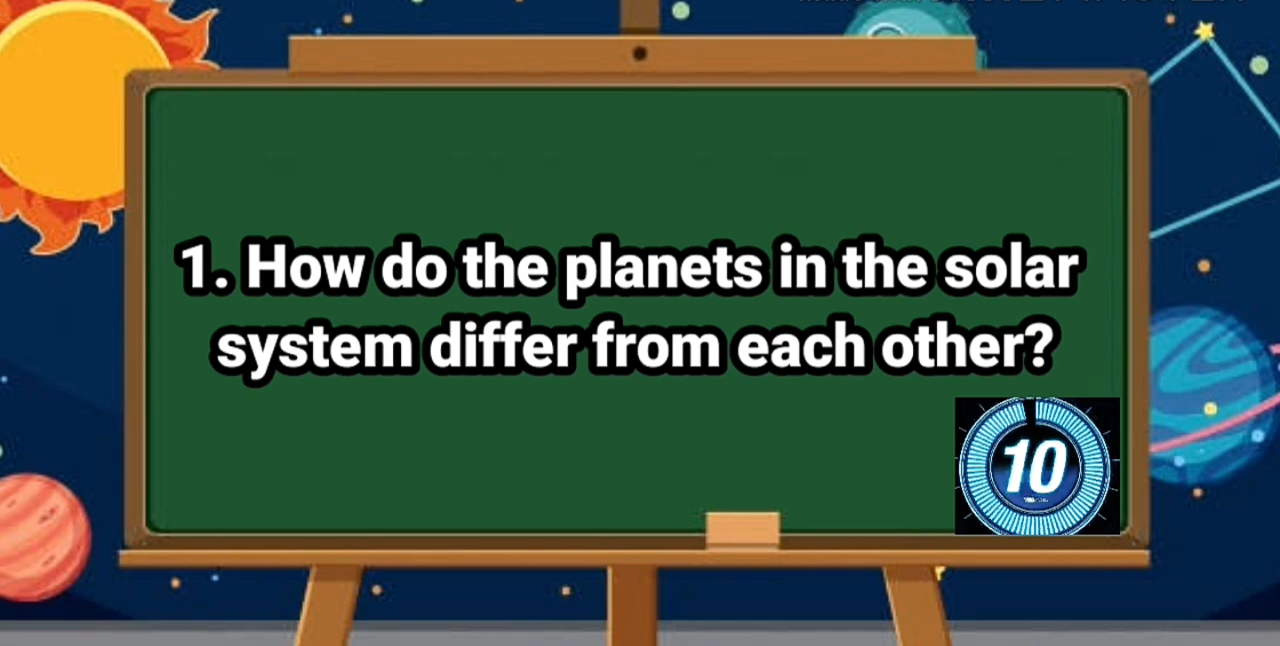 1. How do the planets in the solar
system differ from each other?
10